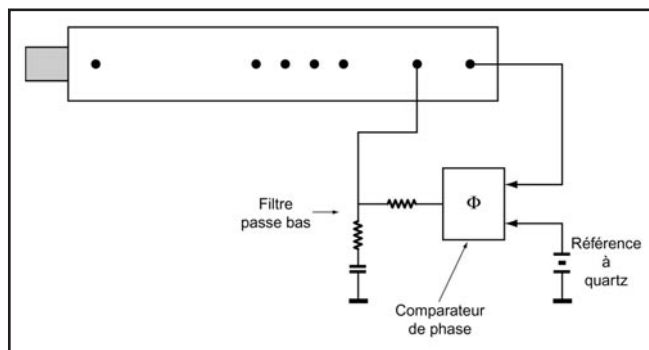 Filtre
passe bas
Φ
Référence
à
quartz
Comparateur
de phase